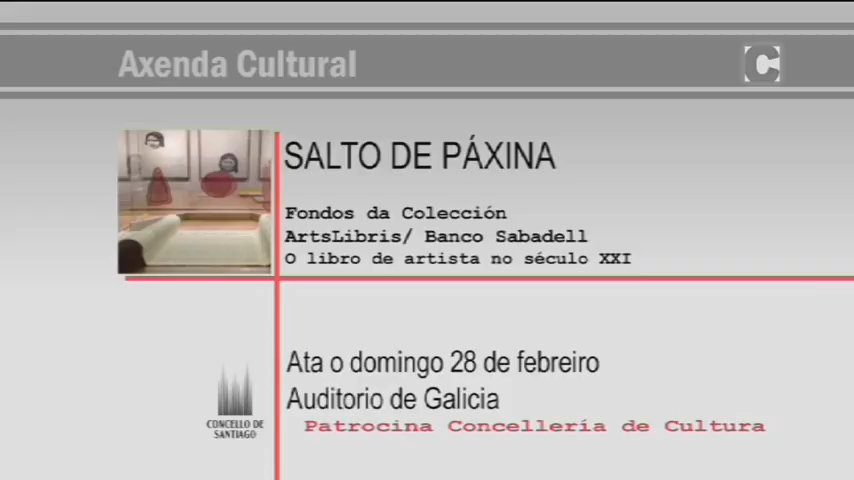 Axenda Cultural
C
SALTO DE PÁXINA
Fondos da Colección
ArtsLibris/ Banco Sabadell
O libro de artista no século XXI
Ata o domingo 28 de febreiro
Auditorio de Galicia
Patrocina Concellería de Cultura
CONCELLO DE
SANTIAGO